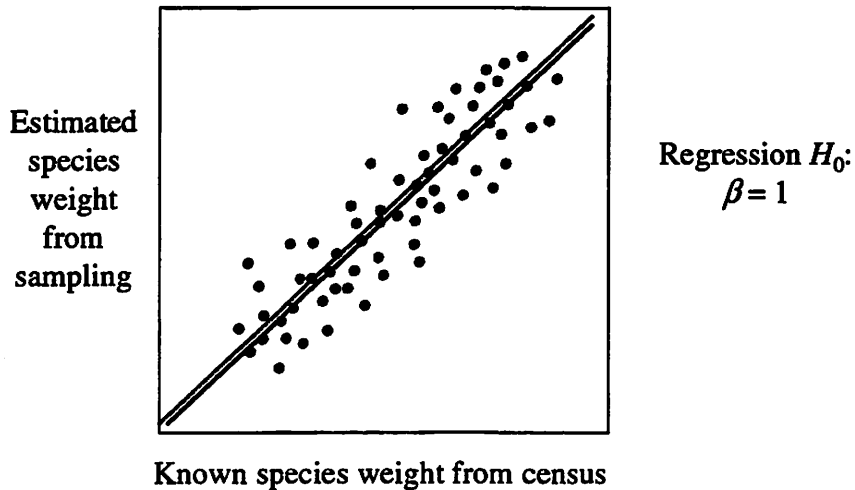 Estimated
species
weight
from
sampling
Regression H₀:
β = 1
Known species weight from census